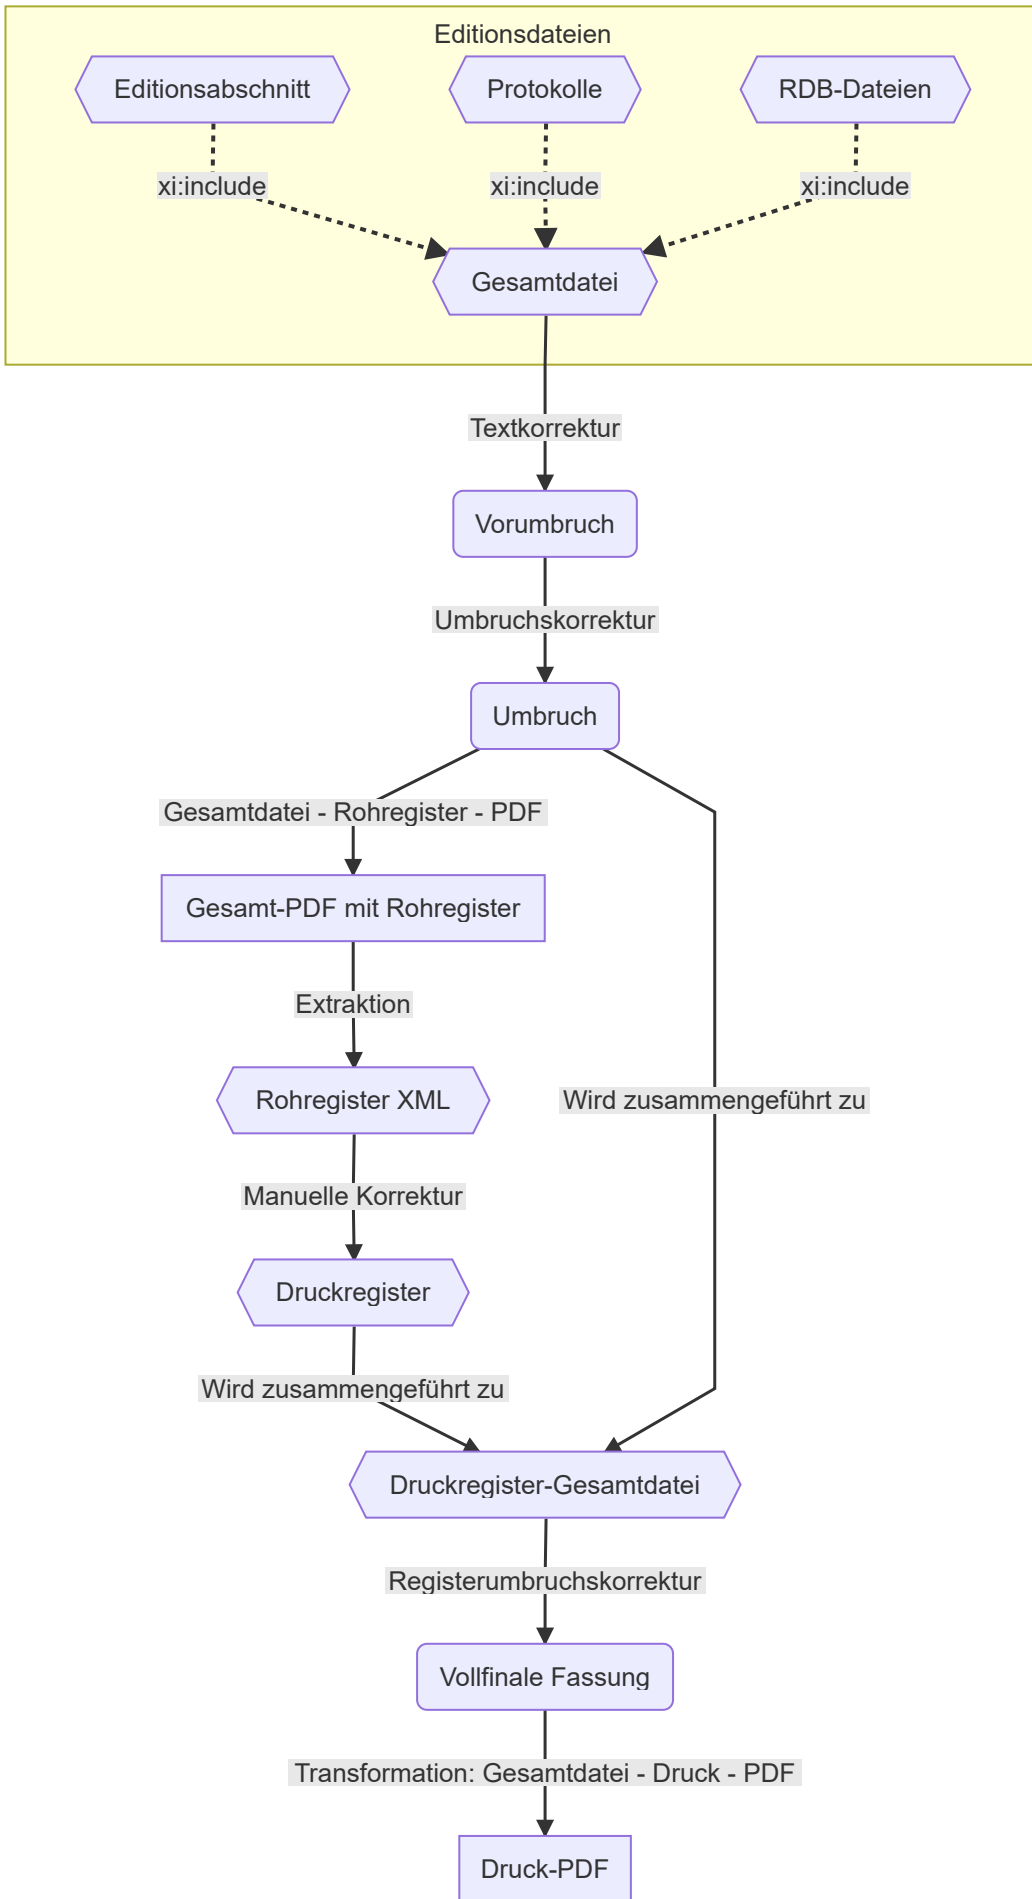 Editionsdateien
Editionsabschnitt
Protokolle
RDB-Dateien
xi:include
xi:include
xi:include
Gesamtdatei
Textkorrektur
Vorumbruch
Umbruchskorrektur
Umbruch
Gesamtdatei - Rohregister - PDF
Gesamt-PDF mit Rohregister
Extraktion
Rohregister XML
Wird zusammengeführt zu
Manuelle Korrektur
Druckregister
Wird zusammengeführt zu
Druckregister-Gesamtdatei
Registerumbruchskorrektur
Vollfinale Fassung
Transformation: Gesamtdatei - Druck - PDF
Druck-PDF